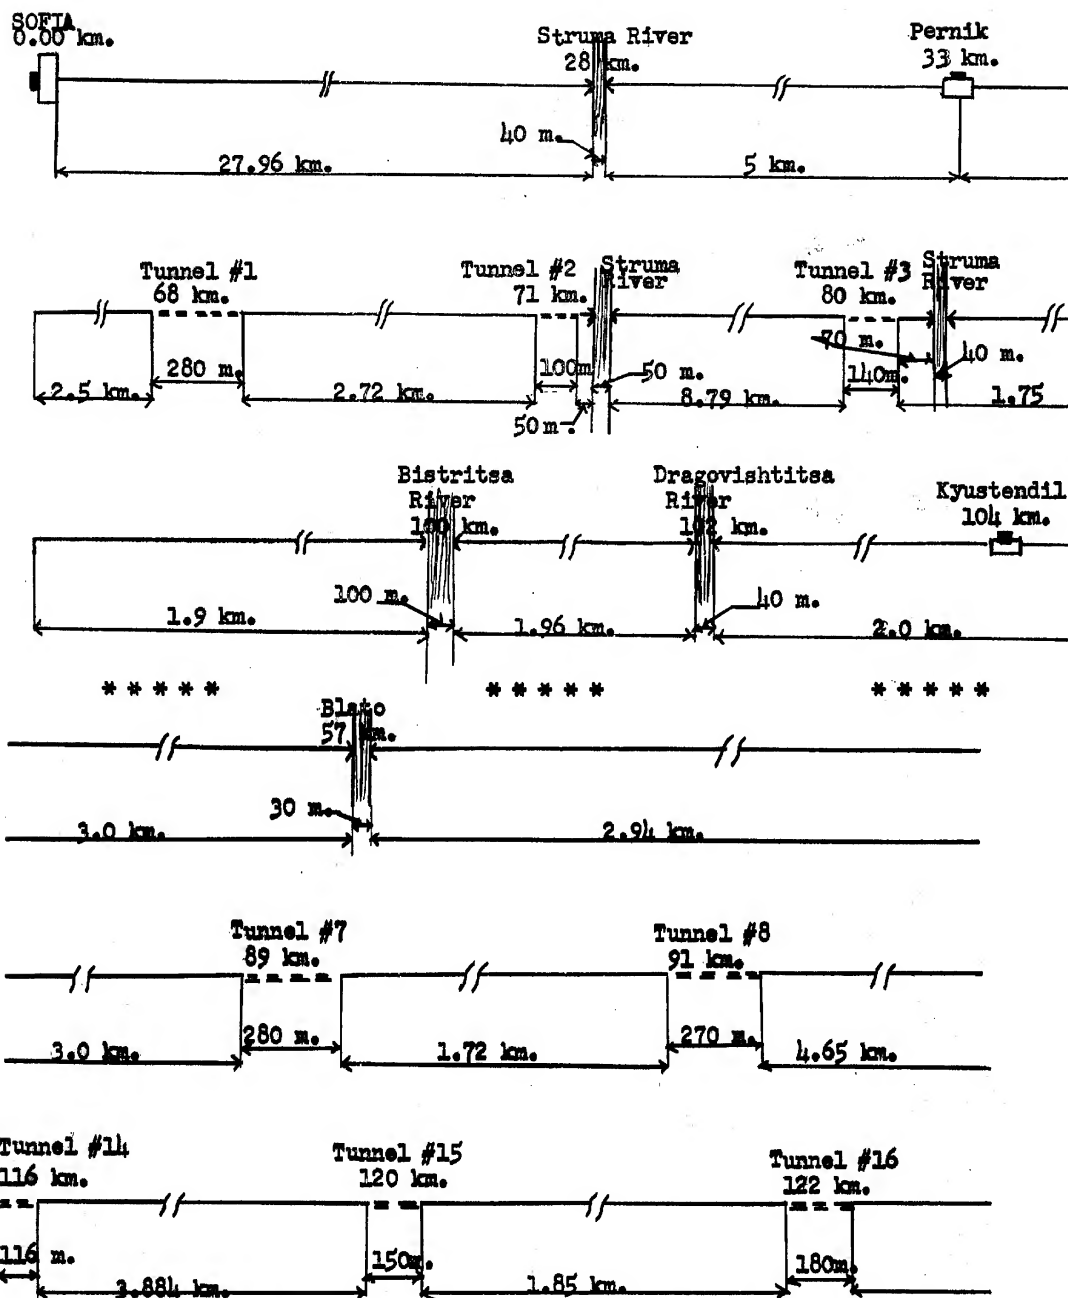 SOFIA
0.00 km.
Struma River
28 km.
Pernik
33 km.
40 m.
27.96 km.
5 km.
Tunnel #1
68 km.
Tunnel #2
71 km.
Struma
River
Tunnel #3
80 km.
Struma
River
280 m.
100m
50 m.
70 m.
140m.
40 m.
2.5 km.
2.72 km.
50m.
8.79 km.
1.75
Bistritsa
River
100 km.
Dragovishtitsa
River
102 km.
Kyustendil
104 km.
100 m.
40 m.
1.9 km.
1.96 km.
2.0 km.
* * * * *
* * * * *
* * * * *
Blato
57 km.
30 m.
3.0 km.
2.94 km.
Tunnel #7
89 km.
Tunnel #8
91 km.
280 m.
270 m.
3.0 km.
1.72 km.
4.65 km.
Tunnel #14
116 km.
Tunnel #15
120 km.
Tunnel #16
122 km.
116 m.
150m.
180m.
3.884 km.
1.85 km.